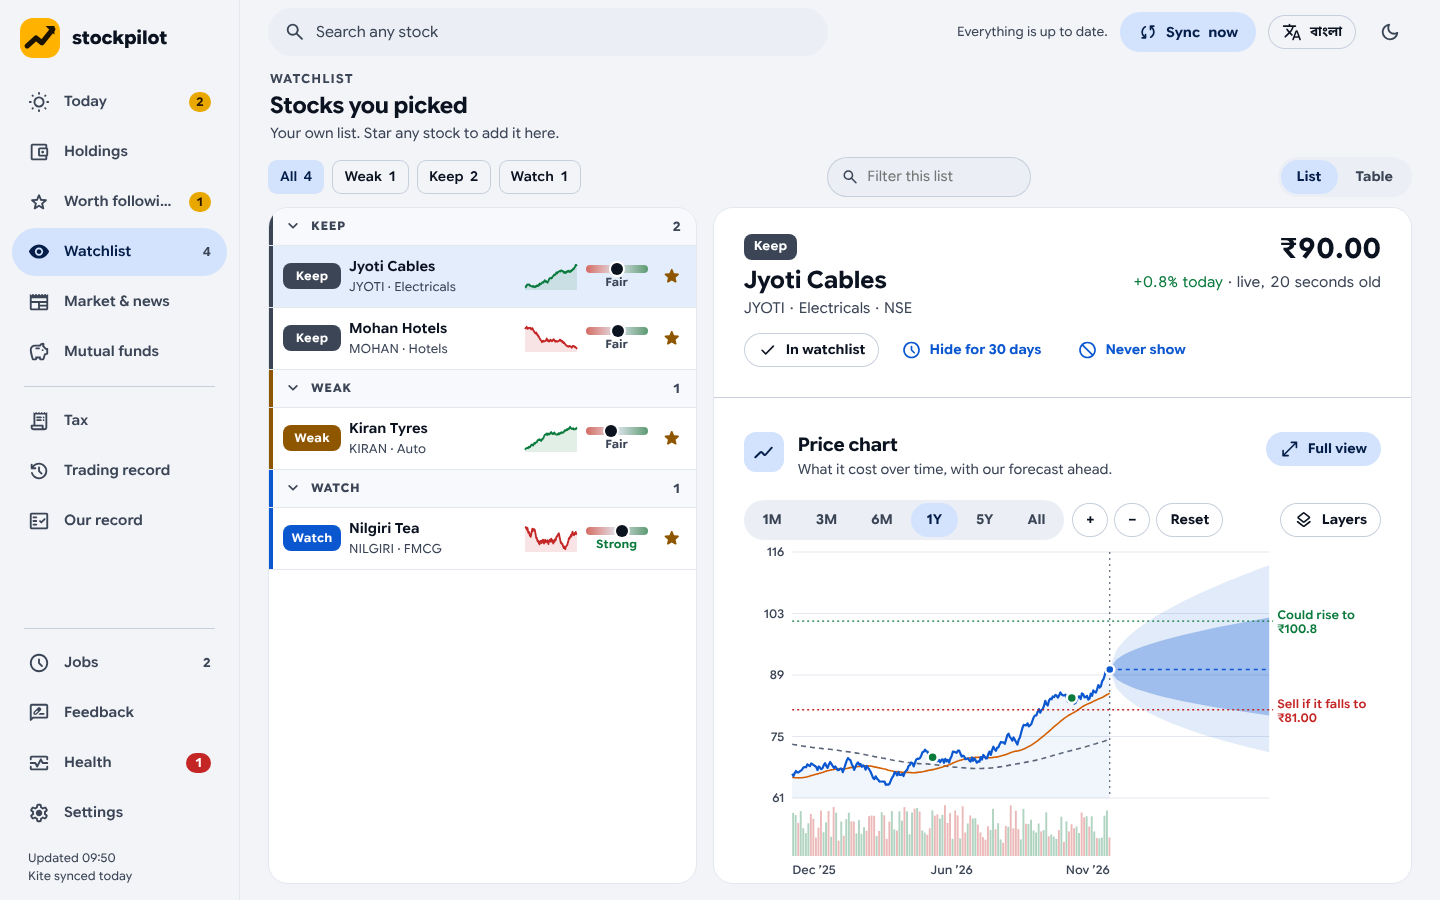 stockpilot
Search any stock
Everything is up to date.
Sync now
বাংলা
Today 2
Holdings
Worth followi... 1
Watchlist 4
Market & news
Mutual funds
Tax
Trading record
Our record
Jobs 2
Feedback
Health 1
Settings
Updated 09:50
Kite synced today
WATCHLIST
Stocks you picked
Your own list. Star any stock to add it here.
All 4
Weak 1
Keep 2
Watch 1
Filter this list
List
Table
KEEP 2
Keep
Jyoti Cables
JYOTI · Electricals
Fair
Keep
Mohan Hotels
MOHAN · Hotels
Fair
WEAK 1
Weak
Kiran Tyres
KIRAN · Auto
Fair
WATCH 1
Watch
Nilgiri Tea
NILGIRI · FMCG
Strong
Keep
₹90.00
Jyoti Cables
+0.8% today · live, 20 seconds old
JYOTI · Electricals · NSE
In watchlist
Hide for 30 days
Never show
Price chart
What it cost over time, with our forecast ahead.
Full view
1M 3M 6M 1Y 5Y All
+ − Reset
Layers
116
103
89
75
61
Could rise to
₹100.8
Sell if it falls to
₹81.00
Dec ’25 Jun ’26 Nov ’26